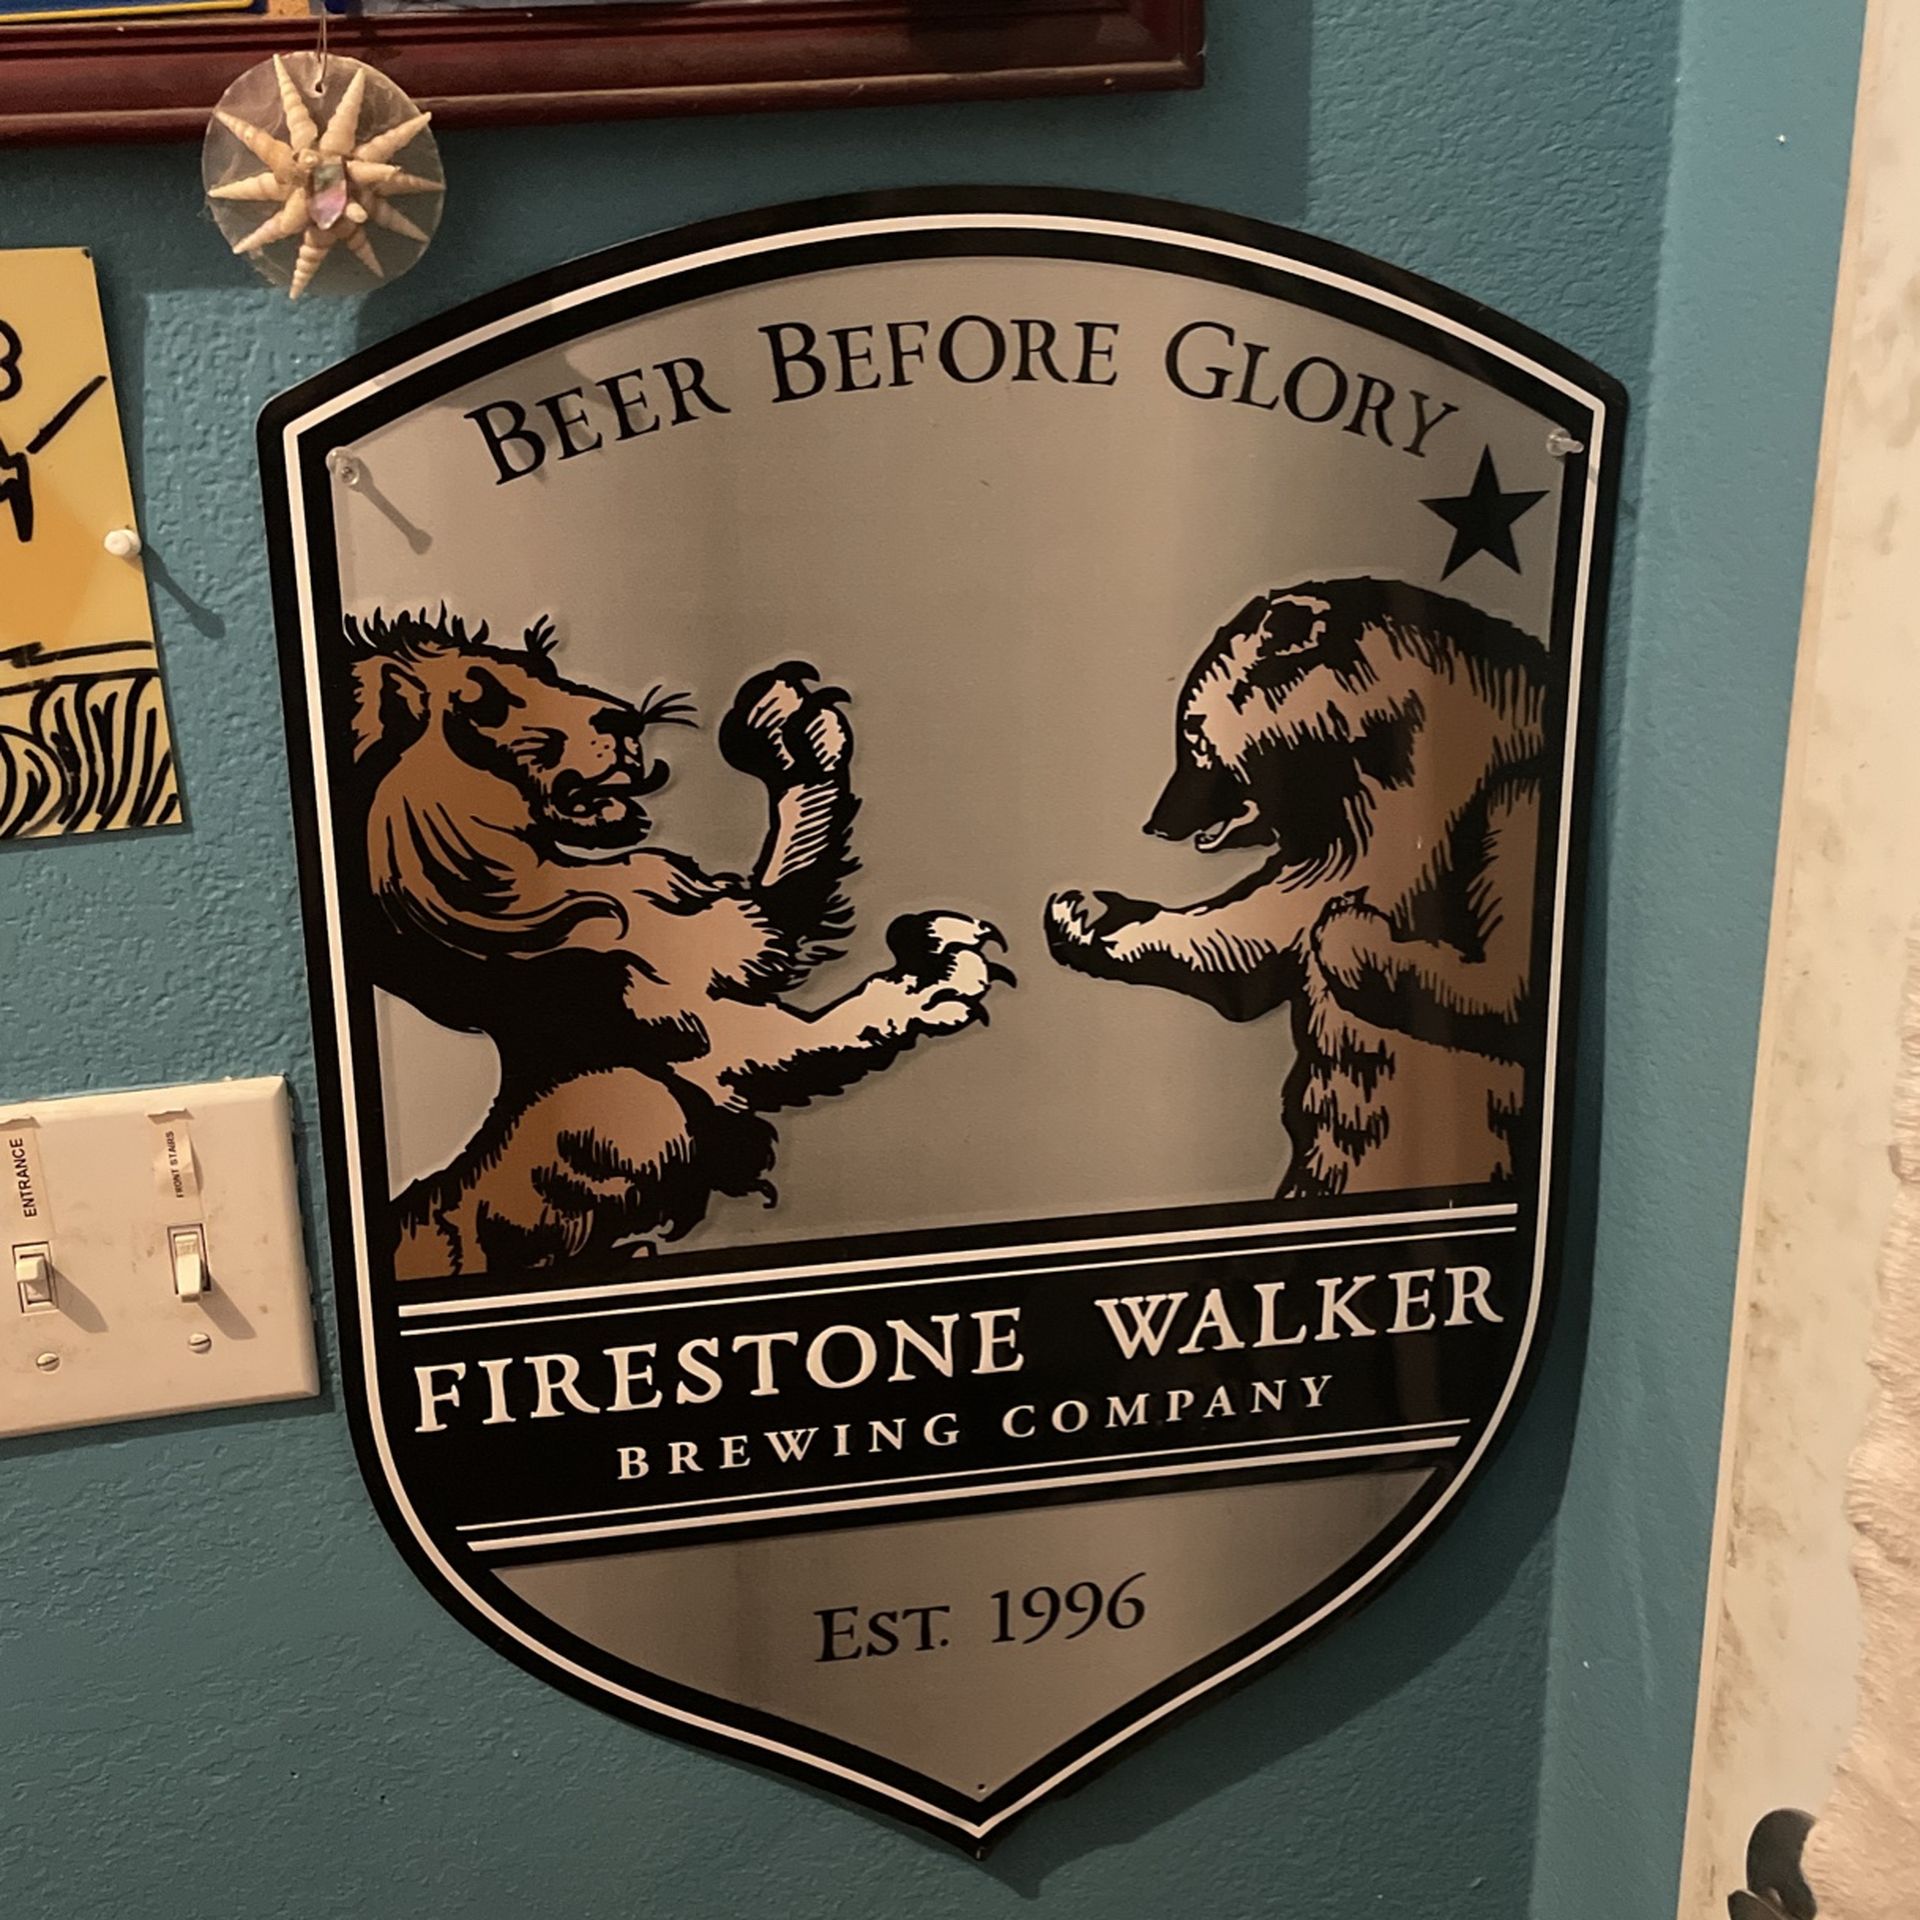 BEER BEFORE GLORY
ENTRANCE
FRONT STAIRS
FIRESTONE WALKER
BREWING COMPANY
EST. 1996